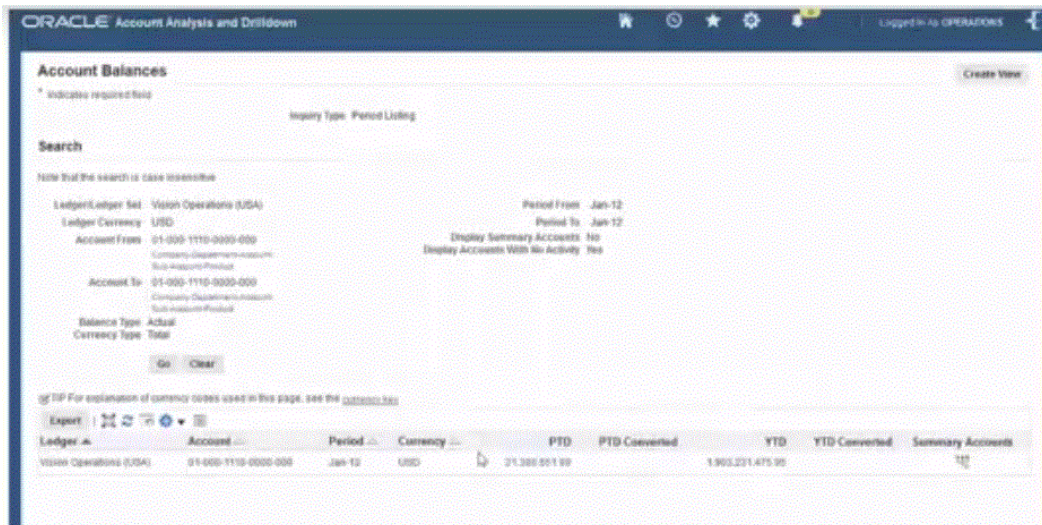 ORACLE Account Analysis and Drilldown
Logged In As OPERATIONS
Account Balances
Create View
* Indicates required field
Inquiry Type Period Listing
Search
Note that the search is case insensitive
Ledger/Ledger Set Vision Operations (USA)
Period From Jan-12
Ledger Currency USD
Period To Jan-12
Account From 01-000-1110-0000-000
Display Summary Accounts No
Company-Department-Account-
Display Accounts With No Activity Yes
Sub-Account-Product
Account To 01-000-1110-0000-000
Company-Department-Account-
Sub-Account-Product
Balance Type Actual
Currency Type Total
Go Clear
TIP For explanation of currency codes used in this page, see the currency key
Export
Ledger Account Period Currency PTD PTD Converted YTD YTD Converted Summary Accounts
Vision Operations (USA) 01-000-1110-0000-000 Jan-12 USD